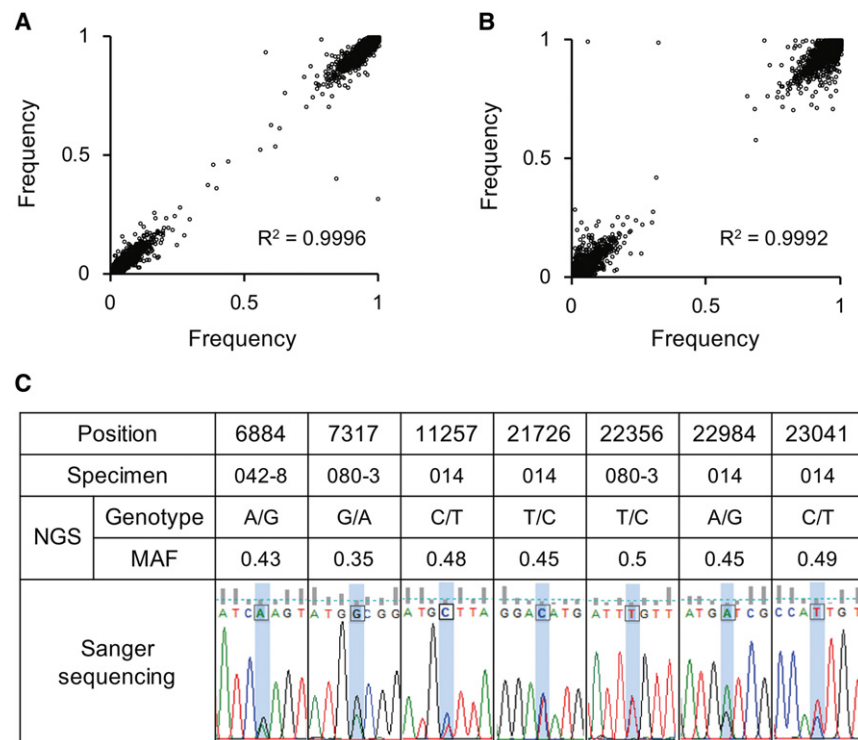 A
B
1
0.5
0
0
0.5
1
Frequency
Frequency
R² = 0.9996
1
0.5
0
0
0.5
1
Frequency
Frequency
R² = 0.9992
C
Position 6884 7317 11257 21726 22356 22984 23041
Specimen 042-8 080-3 014 014 080-3 014 014
NGS Genotype A/G G/A C/T T/C T/C A/G C/T
MAF 0.43 0.35 0.48 0.45 0.5 0.45 0.49
Sanger sequencing
ATCAAGT ATGGCGG ATGCTTA GGACATG ATTTGTT ATGATCG CCATTGT